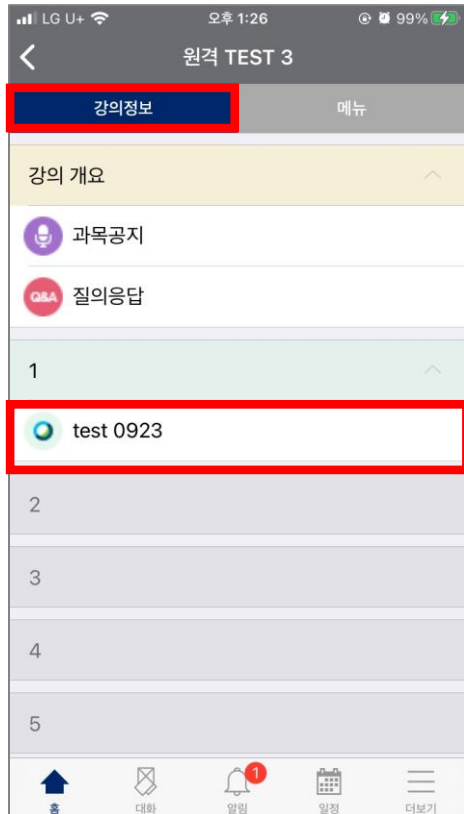 LG U+ 오후 1:26 99%
원격 TEST 3
강의정보 메뉴
강의 개요
과목공지
Q&A 질의응답
1
test 0923
2
3
4
5
1
홈 대화 알림 일정 더보기